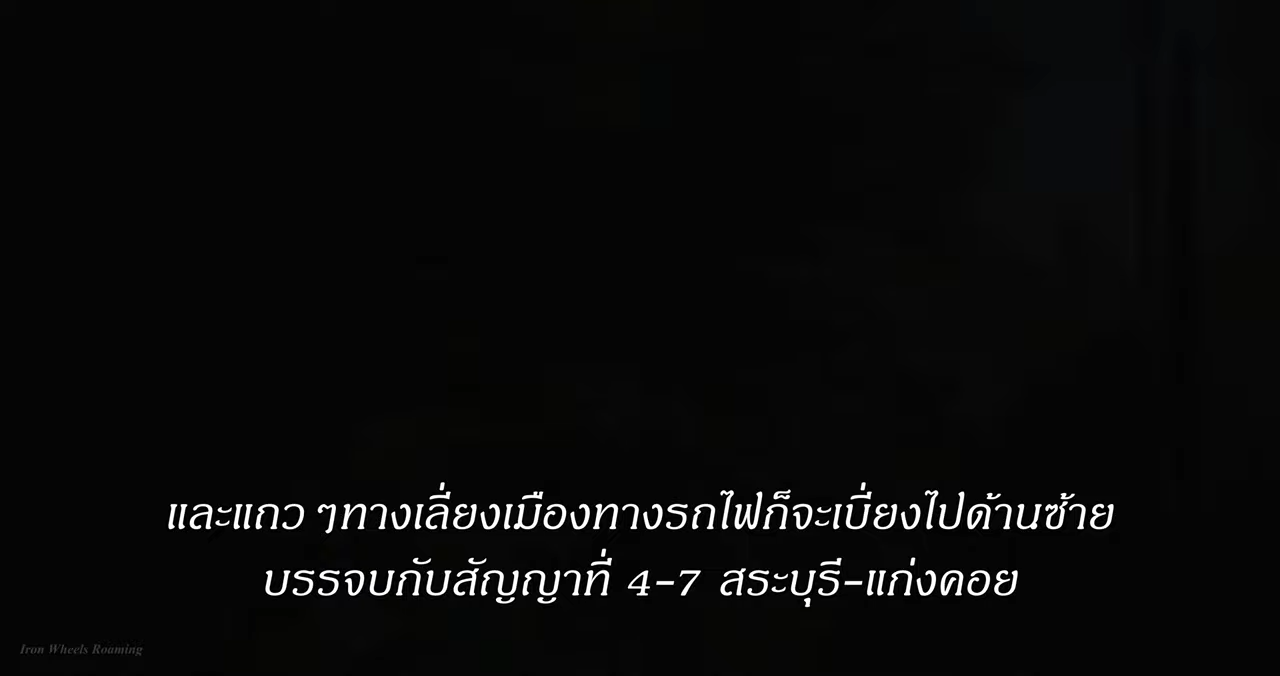 และแถว ๆทางเลี่ยงเมืองทางรถไฟก็จะเบี่ยงไปด้านซ้าย
บรรจบกับสัญญาที่ 4-7 สระบุรี-แก่งคอย
Iron Wheels Roaming